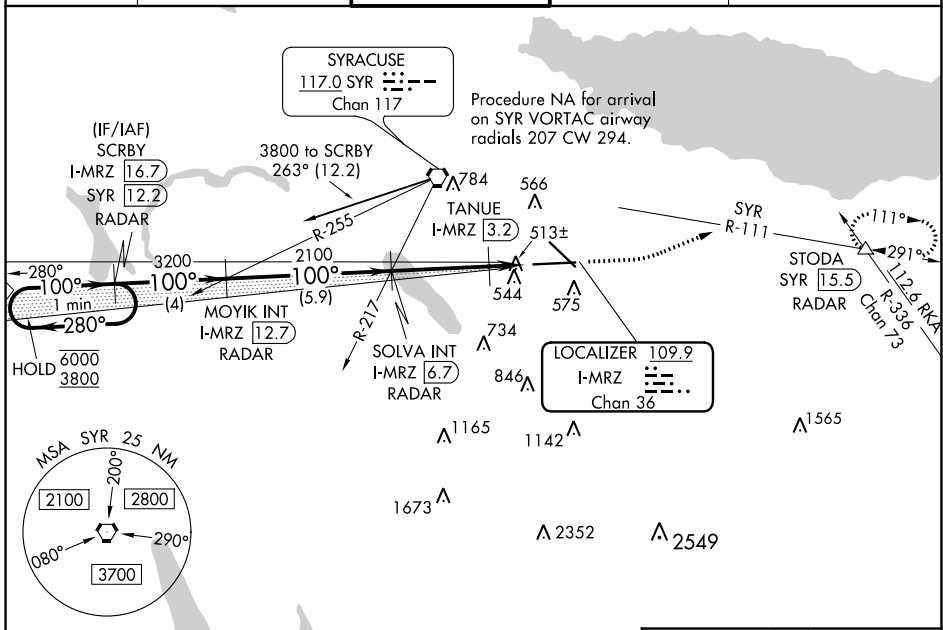 SYRACUSE
117.0 SYR
Chan 117
Procedure NA for arrival
on SYR VORTAC airway
radials 207 CW 294.
(IF/IAF)
SCRBY
I-MRZ 16.7
SYR 12.2
RADAR
3800 to SCRBY
263° (12.2)
784
566
TANUE
I-MRZ 3.2
513±
R-255
SYR
R-111
111°
291°
STODA
SYR 15.5
RADAR
112.6 RKA
R-336
Chan 73
280°
3200
2100
100°
100°
100°
1 min
(4)
(5.9)
280°
544
575
MOYIK INT
I-MRZ 12.7
RADAR
R-217
HOLD 6000
3800
SOLVA INT
I-MRZ 6.7
RADAR
734
846
LOCALIZER 109.9
I-MRZ
Chan 36
1165
1142
1565
MSA SYR 25 NM
200°
2100
2800
1673
080°
290°
3700
2352
2549